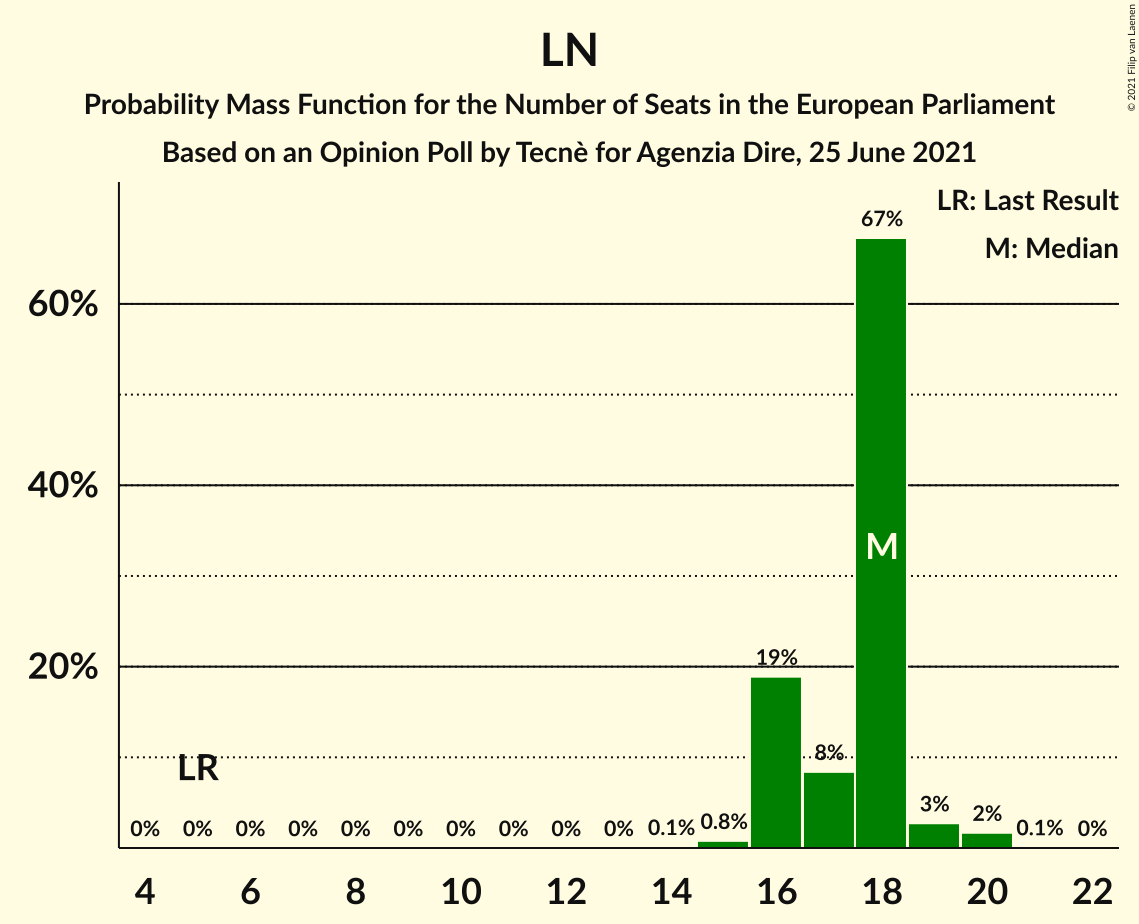 LN
Probability Mass Function for the Number of Seats in the European Parliament
Based on an Opinion Poll by Tecnè for Agenzia Dire, 25 June 2021
© 2021 Filip van Laenen
LR: Last Result
M: Median
60%
40%
20%
67%
M
19%
8%
LR
0% 0% 0% 0% 0% 0% 0% 0% 0% 0% 0.1% 0.8% 3% 2% 0.1% 0%
4 6 8 10 12 14 16 18 20 22